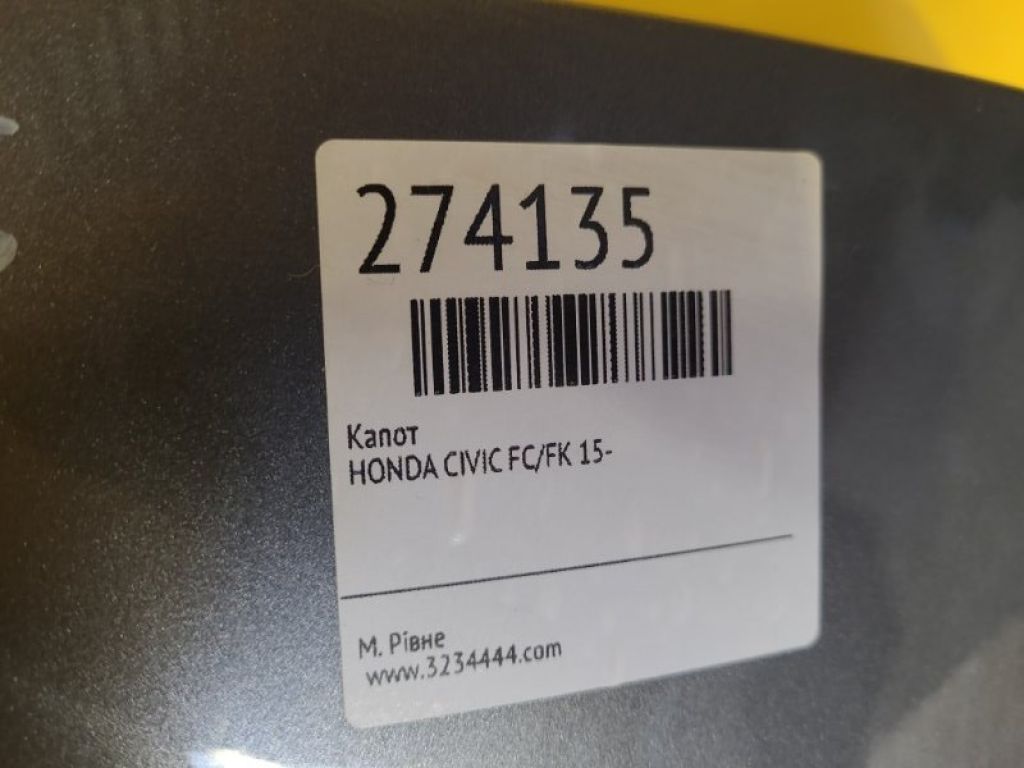 274135
Капот
HONDA CIVIC FC/FK 15-
М. Рівне
www.3234444.com